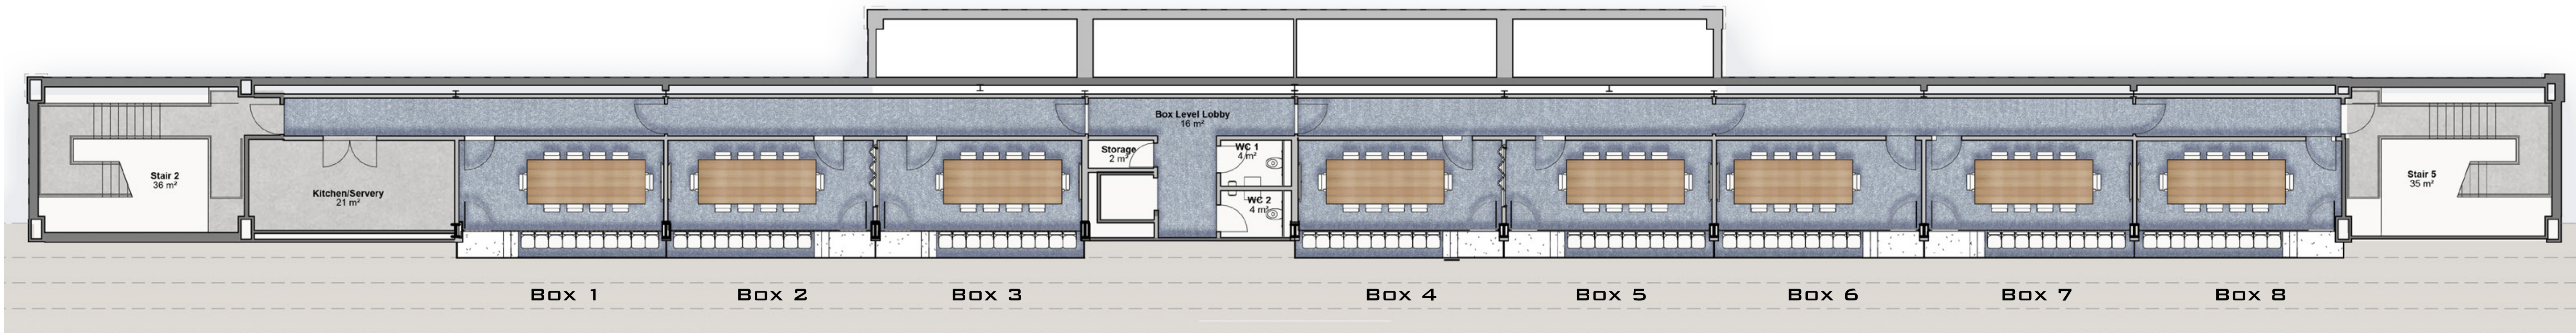 Box Level Lobby
16 m²
Storage
2 m²
WC 1
4 m²
Stair 2
36 m²
Kitchen/Servery
21 m²
WC 2
4 m²
Stair 5
35 m²
Box 1
Box 2
Box 3
Box 4
Box 5
Box 6
Box 7
Box 8